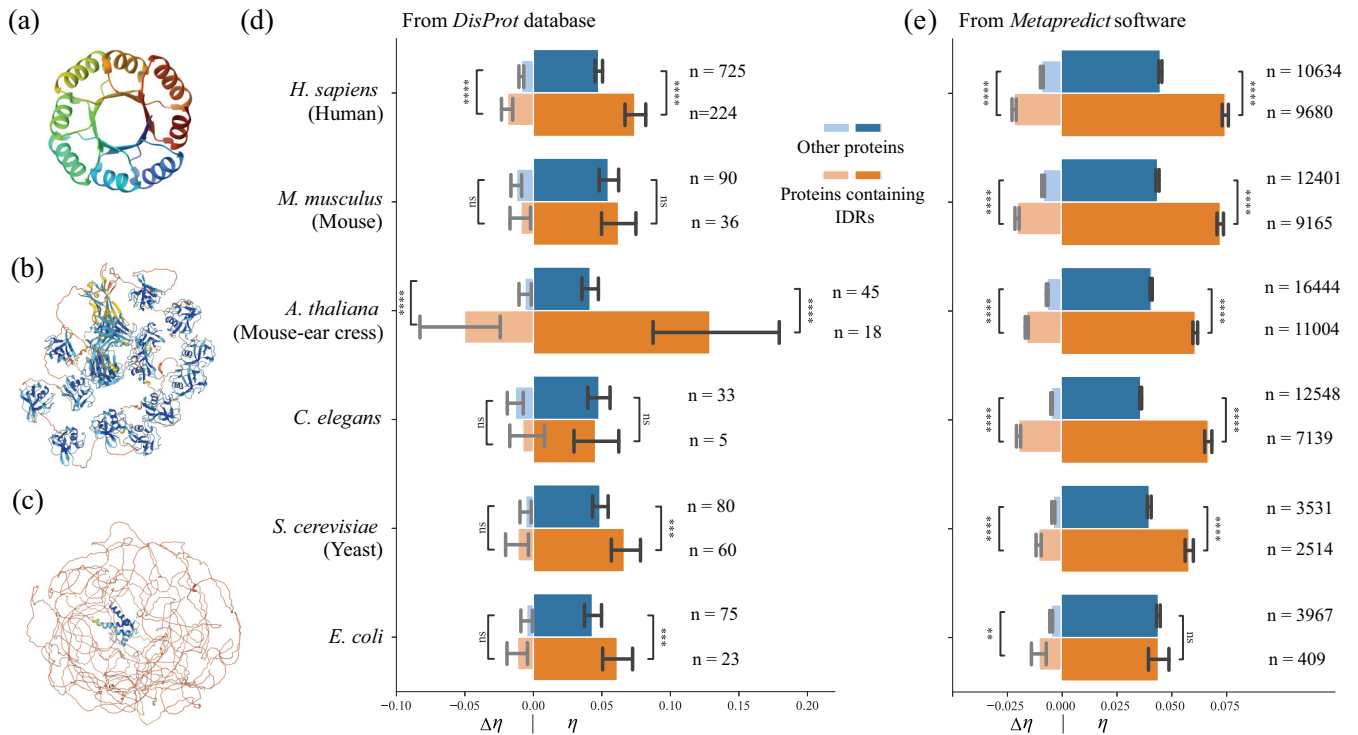 (a)
(b)
(c)
(d)
From DisProt database
H. sapiens
(Human)
M. musculus
(Mouse)
A. thaliana
(Mouse-ear cress)
C. elegans
S. cerevisiae
(Yeast)
E. coli
****
****
n = 725
n=224
ns
ns
n = 90
n = 36
****
****
n = 45
n = 18
ns
ns
n = 33
n = 5
ns
***
n = 80
n = 60
ns
***
n = 75
n = 23
Other proteins
Proteins containing
IDRs
−0.10 −0.05 0.00 0.05 0.10 0.15 0.20
Δη | η
(e)
From Metapredict software
****
****
n = 10634
n = 9680
****
****
n = 12401
n = 9165
****
****
n = 16444
n = 11004
****
****
n = 12548
n = 7139
****
****
n = 3531
n = 2514
**
ns
n = 3967
n = 409
−0.025 0.000 0.025 0.050 0.075
Δη | η